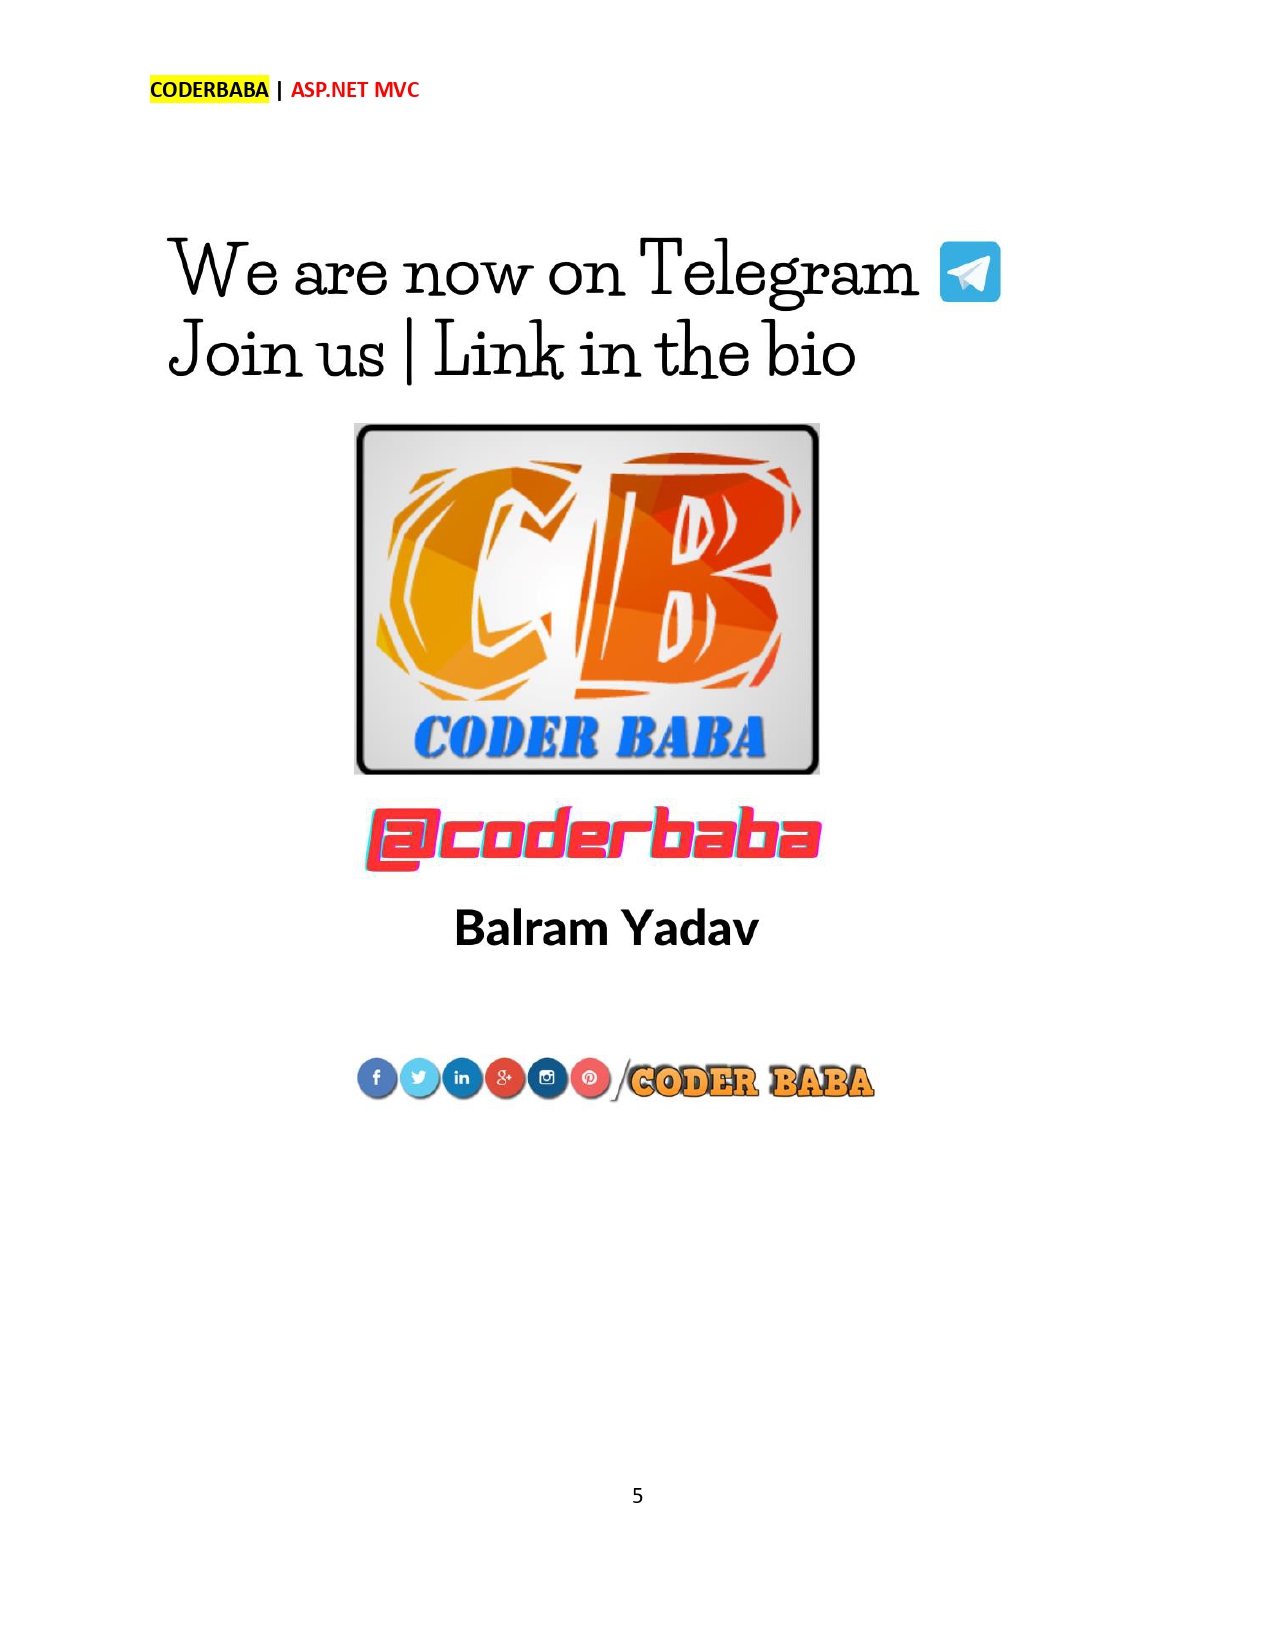 CODERBABA | ASP.NET MVC
We are now on Telegram
Join us | Link in the bio
CB
CODER BABA
@coderbaba
Balram Yadav
/CODER BABA
5